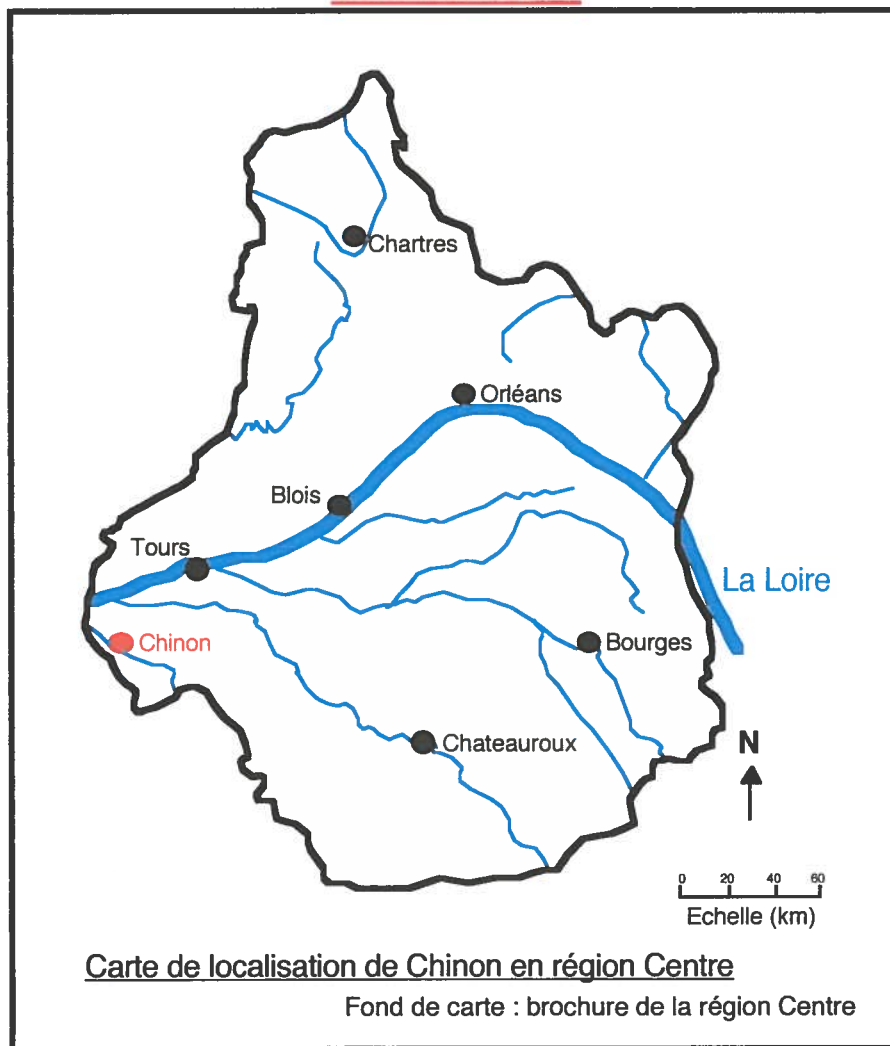 Chartres
Orléans
Blois
Tours
La Loire
Chinon
Bourges
Chateauroux
N
0 20 40 60
Echelle (km)
Carte de localisation de Chinon en région Centre
Fond de carte : brochure de la région Centre